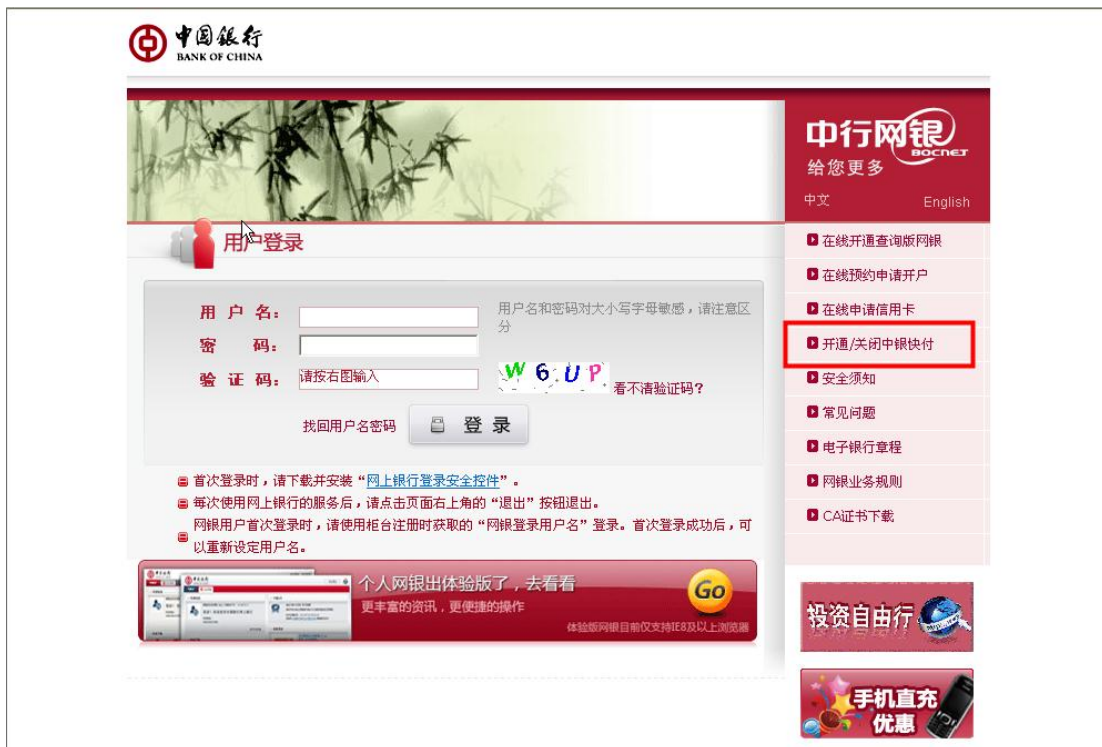 中国银行
BANK OF CHINA
中行网银
BOCNET
给您更多
中文 English
用户登录
用 户 名:
用户名和密码对大小写字母敏感,请注意区
分
密 码:
验 证 码: 请按右图输入 W6UP 看不清验证码?
找回用户名密码 登 录
首次登录时,请下载并安装“网上银行登录安全控件”。
每次使用网上银行的服务后,请点击页面右上角的“退出”按钮退出。
网银用户首次登录时,请使用柜台注册时获取的“网银登录用户名”登录。首次登录成功后,可
以重新设定用户名。
个人网银出体验版了,去看看
更丰富的资讯,更便捷的操作
Go
体验版网银目前仅支持IE8及以上浏览器
在线开通查询版网银
在线预约申请开户
在线申请信用卡
开通/关闭中银快付
安全须知
常见问题
电子银行章程
网银业务规则
CA证书下载
投资自由行
手机直充
优惠